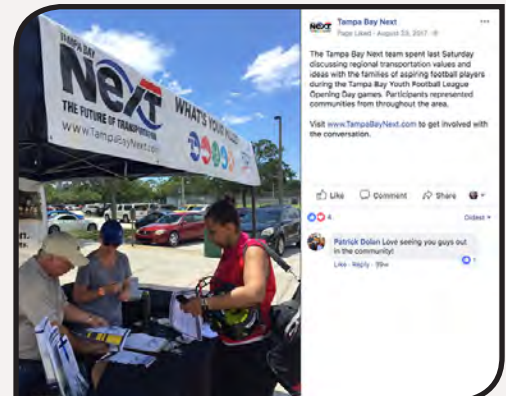 TAMPA BAY
NEXT
THE FUTURE OF TRANSPORTATION
www.TampaBayNext.com
WHAT'S YOUR
Tampa Bay Next
Page Liked · August 23, 2017
The Tampa Bay Next team spent last Saturday
discussing regional transportation values and
ideas with the families of aspiring football players
during the Tampa Bay Youth Football League
Opening Day games. Participants represented
communities from throughout the area.
Visit www.TampaBayNext.com to get involved with
the conversation.
Like Comment Share
4 Oldest
Patrick Dolan Love seeing you guys out
in the community!
Like · Reply · 99w 1